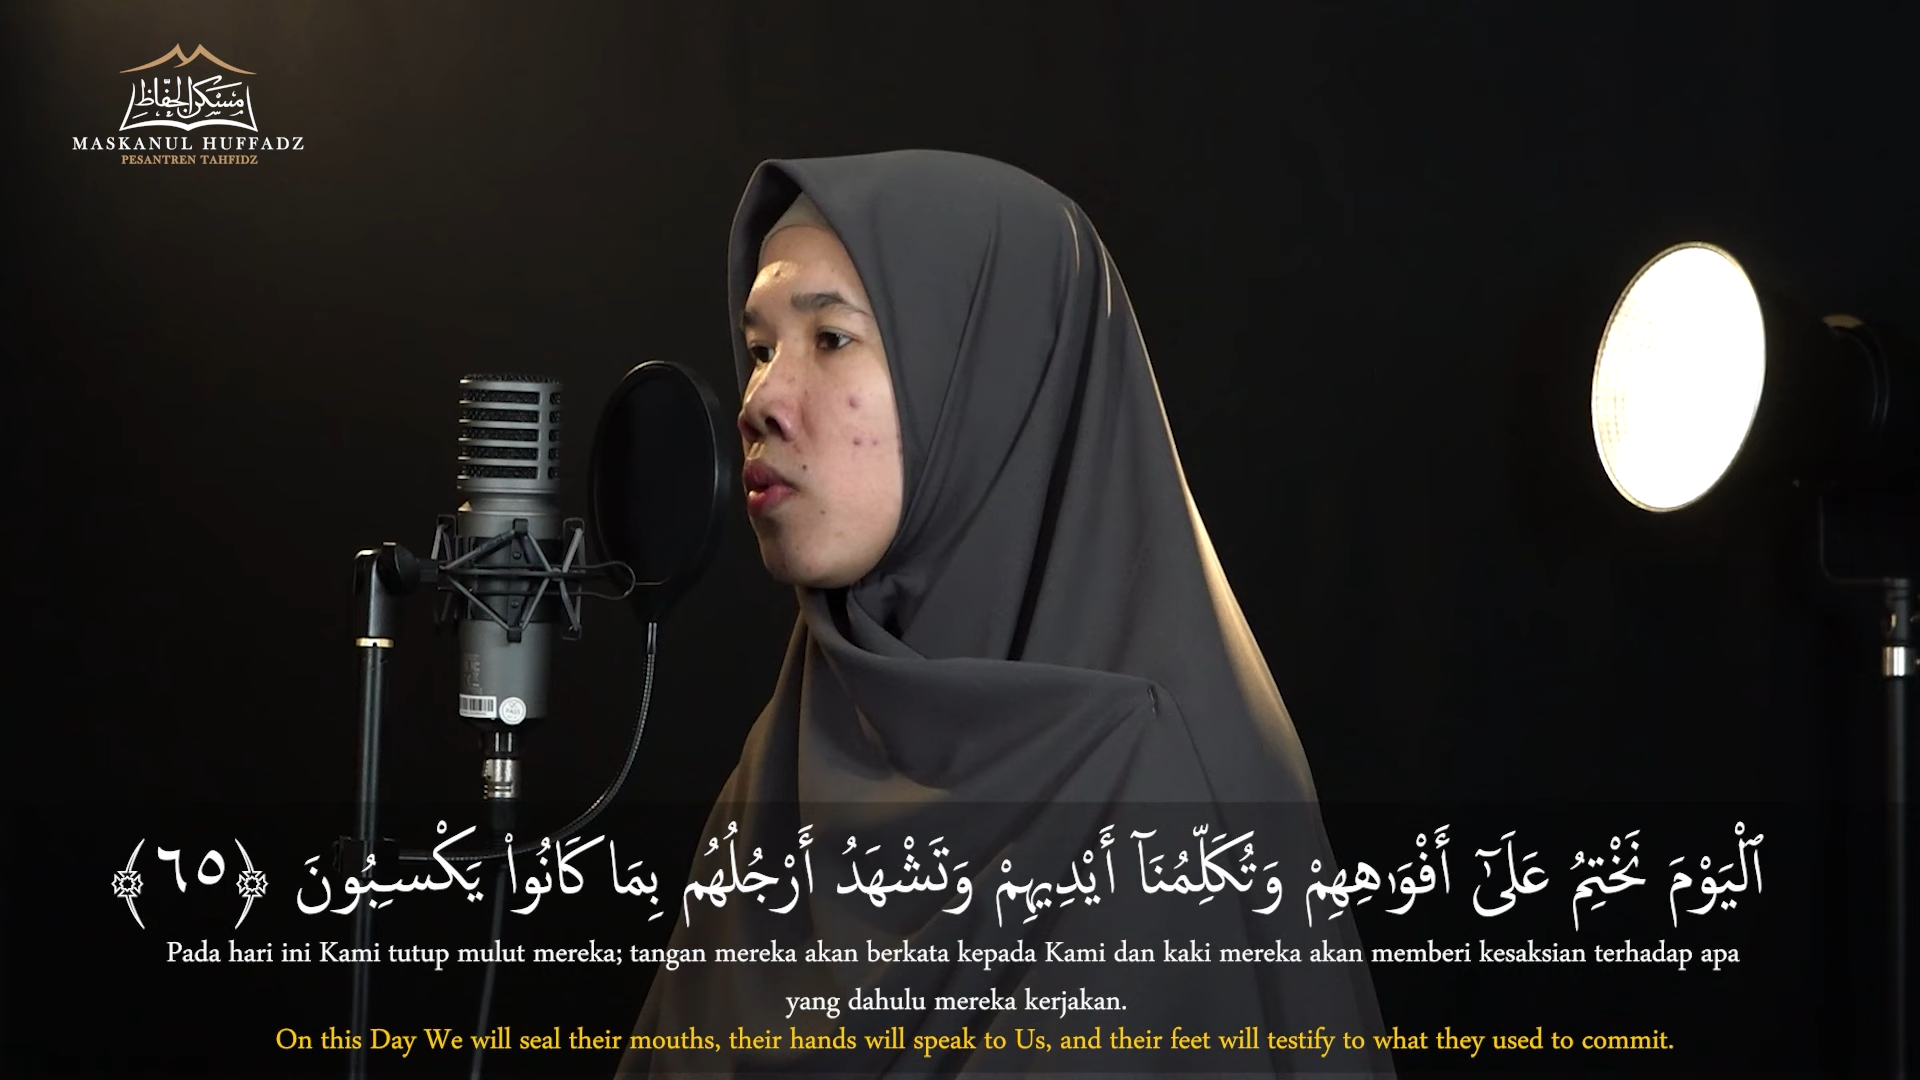 مسكن الحفاظ
MASKANUL HUFFADZ
PESANTREN TAHFIDZ
ٱلْيَوْمَ نَخْتِمُ عَلَىٰٓ أَفْوَٰهِهِمْ وَتُكَلِّمُنَآ أَيْدِيهِمْ وَتَشْهَدُ أَرْجُلُهُم بِمَا كَانُوا۟ يَكْسِبُونَ ﴿٦٥﴾
Pada hari ini Kami tutup mulut mereka; tangan mereka akan berkata kepada Kami dan kaki mereka akan memberi kesaksian terhadap apa
yang dahulu mereka kerjakan.
On this Day We will seal their mouths, their hands will speak to Us, and their feet will testify to what they used to commit.